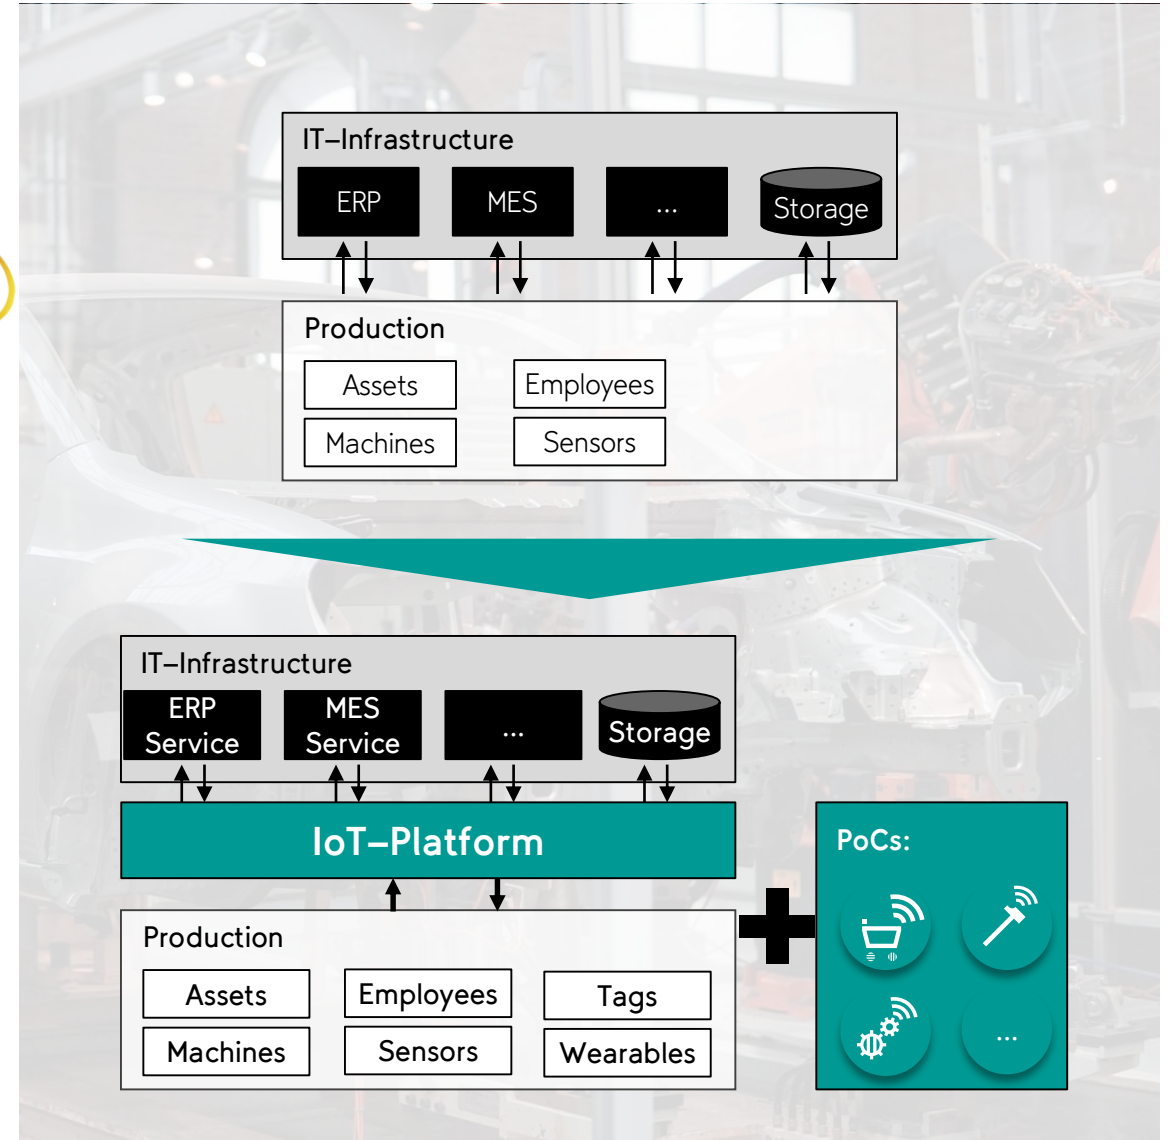 IT–Infrastructure
ERP
MES
...
Storage
Production
Assets
Employees
Machines
Sensors
IT–Infrastructure
ERP
Service
MES
Service
...
Storage
IoT–Platform
Production
Assets
Employees
Tags
Machines
Sensors
Wearables
PoCs:
...